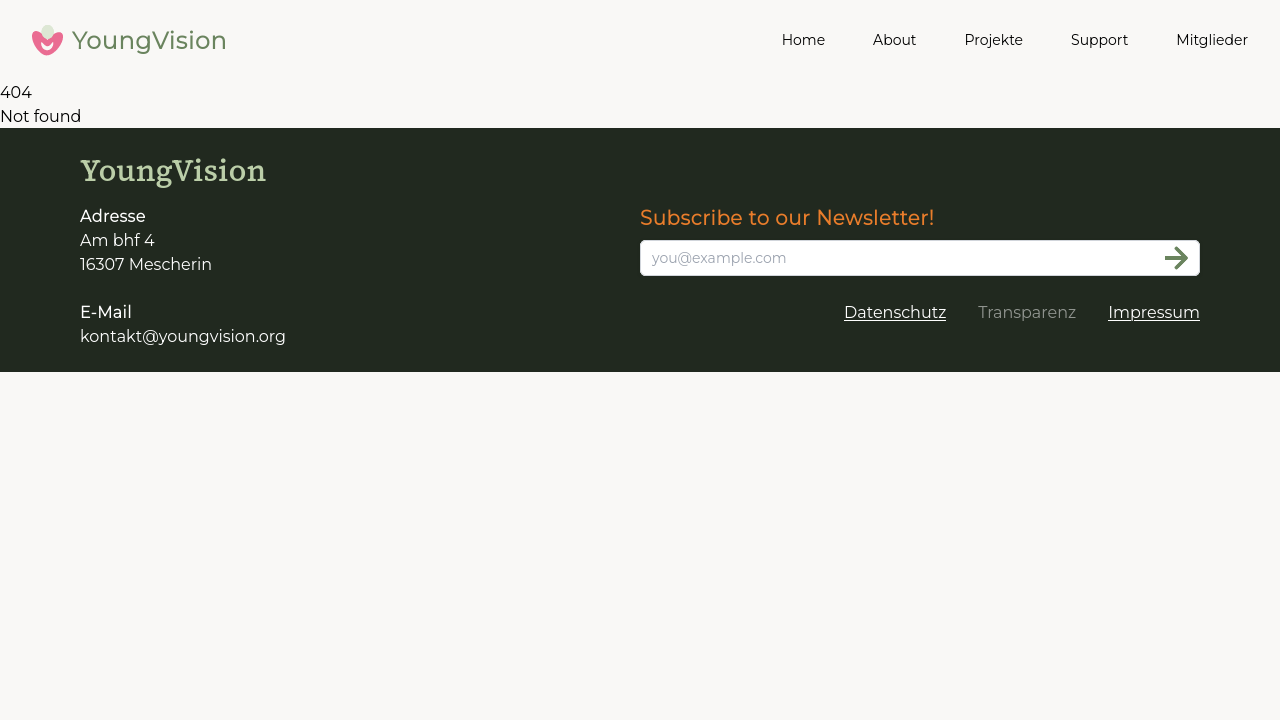 YoungVision
Home
About
Projekte
Support
Mitglieder
404
Not found
YoungVision
Adresse
Am bhf 4
16307 Mescherin
E-Mail
kontakt@youngvision.org
Subscribe to our Newsletter!
you@example.com
Datenschutz
Transparenz
Impressum